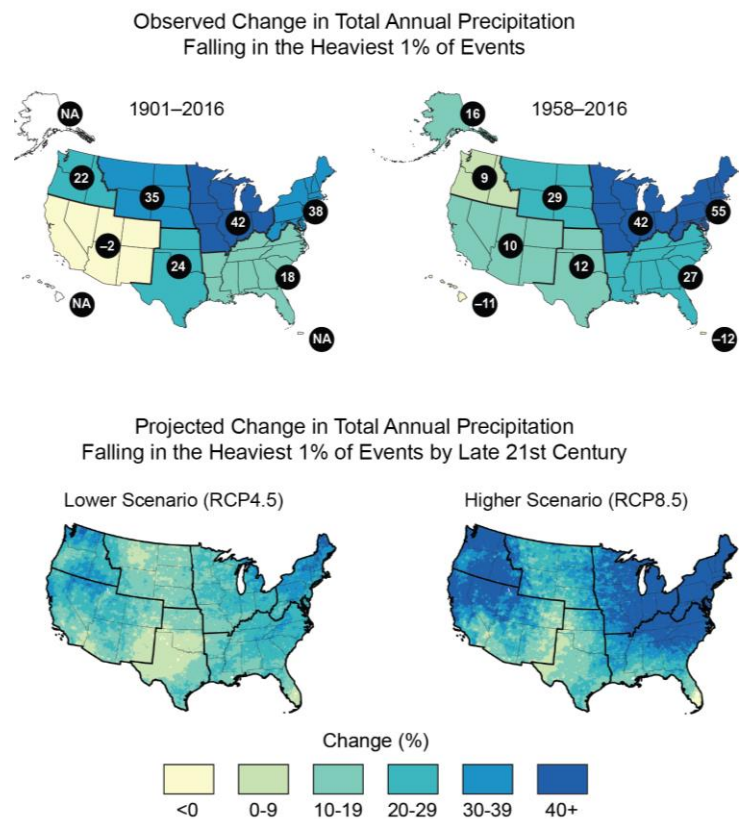 Observed Change in Total Annual Precipitation
Falling in the Heaviest 1% of Events
1901–2016
NA
22
35
42
38
–2
24
18
NA
NA
1958–2016
16
9
29
42
55
10
12
27
–11
–12
Projected Change in Total Annual Precipitation
Falling in the Heaviest 1% of Events by Late 21st Century
Lower Scenario (RCP4.5)
Higher Scenario (RCP8.5)
Change (%)
<0
0-9
10-19
20-29
30-39
40+